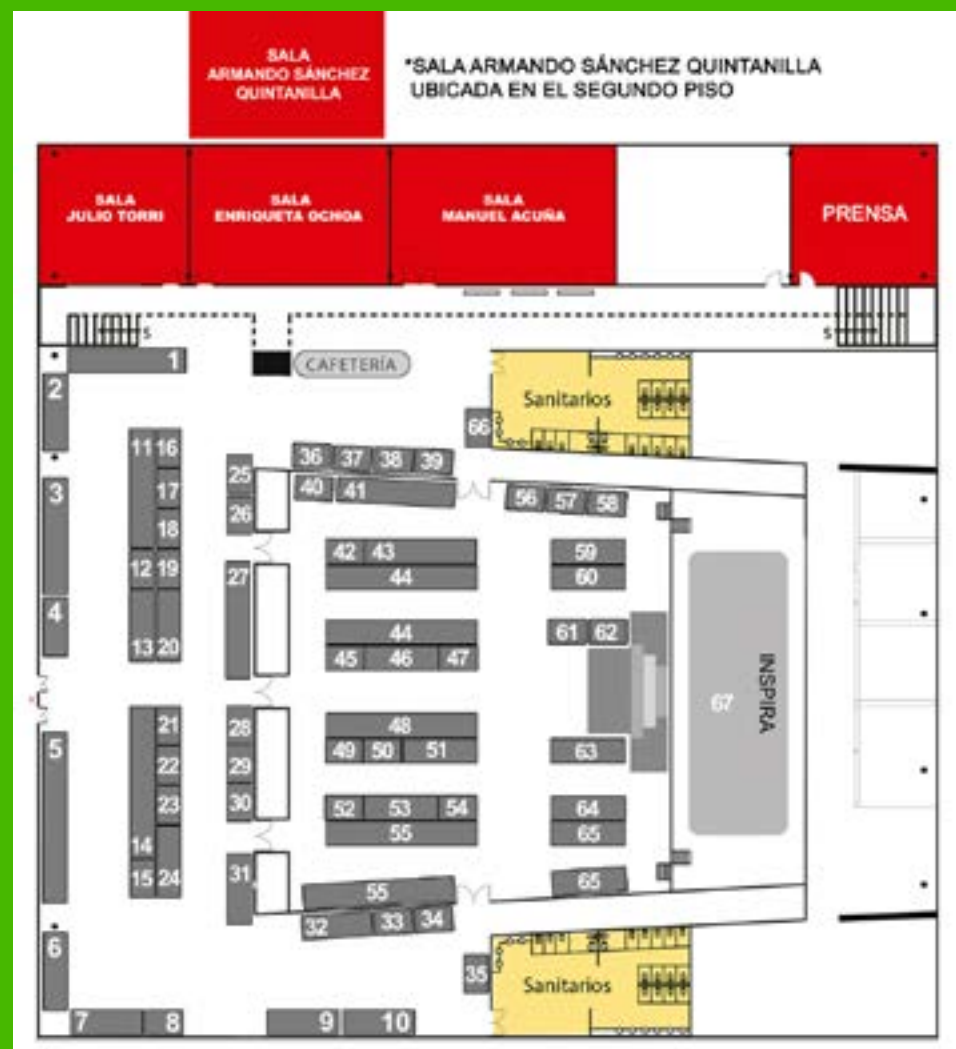 SALA
ARMANDO SÁNCHEZ
QUINTANILLA
*SALA ARMANDO SÁNCHEZ QUINTANILLA
UBICADA EN EL SEGUNDO PISO
SALA
JULIO TORRI
SALA
ENRIQUETA OCHOA
SALA
MANUEL ACUÑA
PRENSA
S
S
1
CAFETERÍA
2
Sanitarios
66
11 16
36 37 38 39
25
3
17
40 41
56 57 58
26
18
42 43
59
12 19
27
44
60
4
44
61 62
13 20
45 46 47
INSPIRA
67
21
28
48
5
22
29
49 50 51
63
23
30
52 53 54
64
14
55
65
15 24
31
55
65
32 33 34
6
35
Sanitarios
7 8
9 10